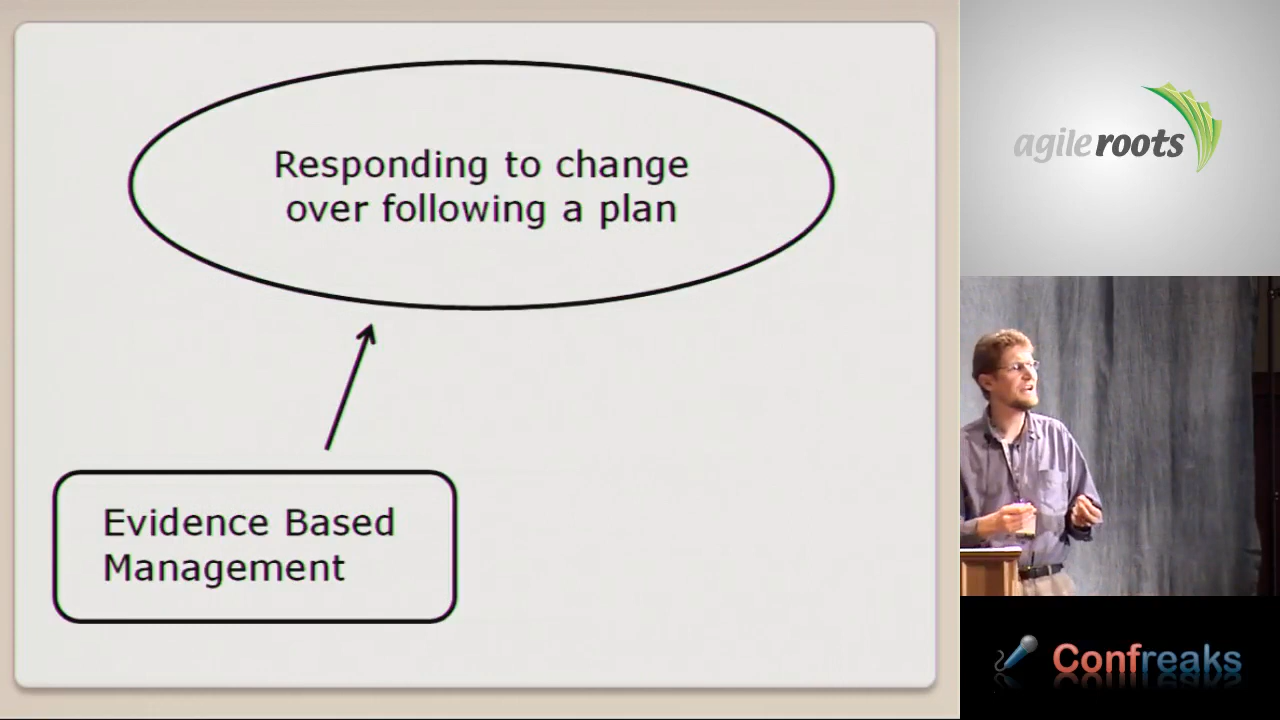 Responding to change
over following a plan
Evidence Based
Management
agile roots
Confreaks